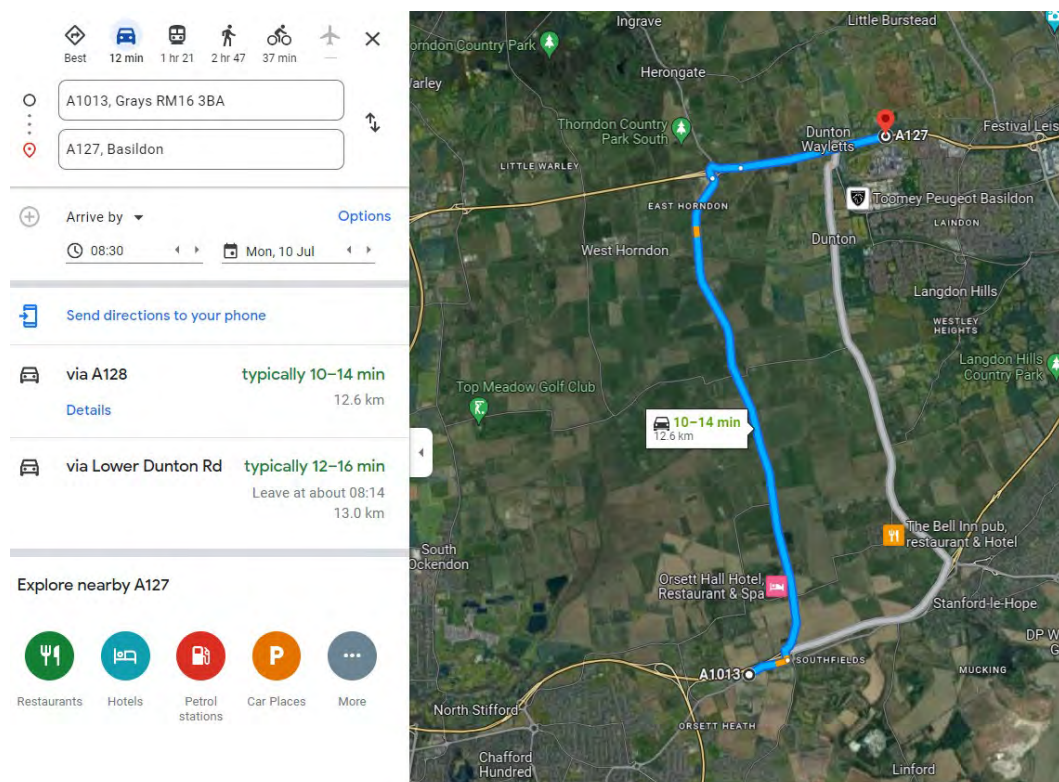 Best
12 min
1 hr 21
2 hr 47
37 min
—
A1013, Grays RM16 3BA
A127, Basildon
Arrive by
Options
08:30
Mon, 10 Jul
Send directions to your phone
via A128
typically 10–14 min
12.6 km
Details
via Lower Dunton Rd
typically 12–16 min
Leave at about 08:14
13.0 km
Explore nearby A127
P
Restaurants
Hotels
Petrol
stations
Car Places
More
Ingrave
Little Burstead
orndon Country Park
Herongate
arley
Thorndon Country
Park South
Dunton
Wayletts
A127
Festival Leis
LITTLE WARLEY
Toomey Peugeot Basildon
EAST HORNDON
LAINDON
West Horndon
Dunton
Langdon Hills
WESTLEY
HEIGHTS
Langdon Hills
Country Park
Top Meadow Golf Club
10–14 min
12.6 km
The Bell Inn pub,
restaurant & Hotel
South
Ockendon
Orsett Hall Hotel,
Restaurant & Spa
Stanford-le-Hope
DP W
G
SOUTHFIELDS
MUCKING
A1013
North Stifford
ORSETT HEATH
Chafford
Hundred
Linford